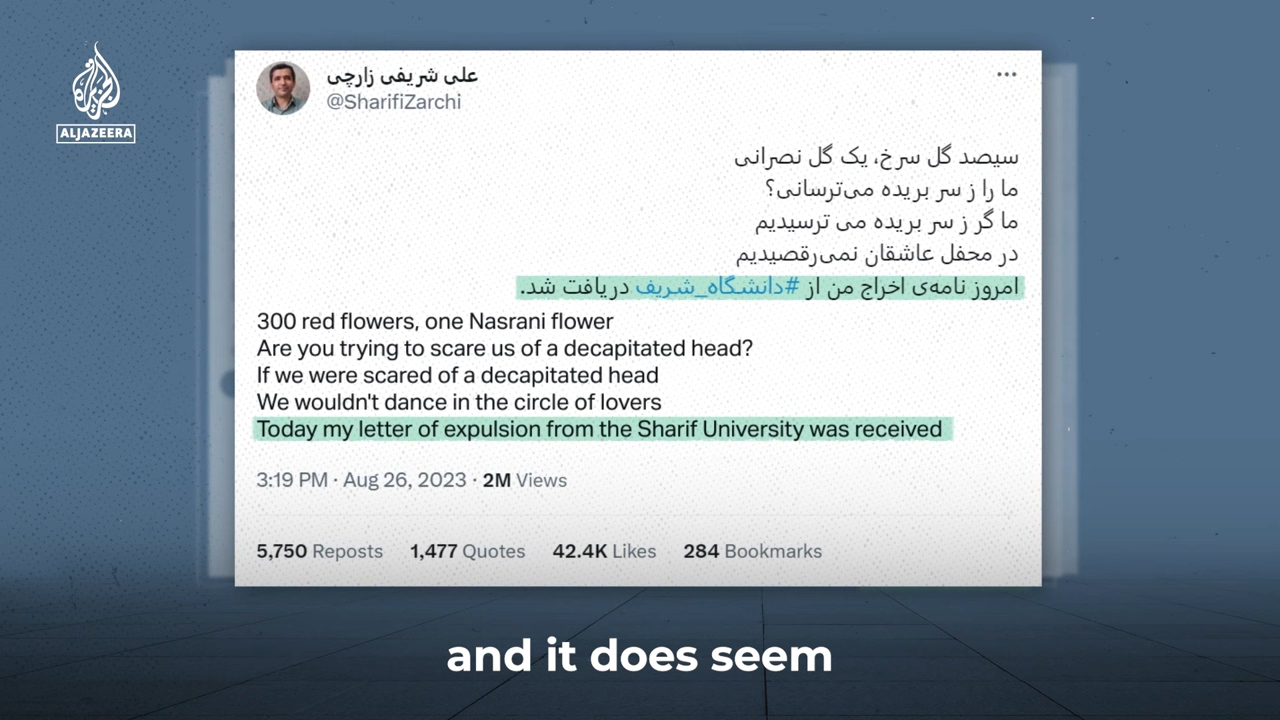 ALJAZEERA
علی شریفی زارچی
@SharifiZarchi
سیصد گل سرخ، یک گل نصرانی
ما را ز سر بریده می‌ترسانی؟
ما گر ز سر بریده می ترسیدیم
در محفل عاشقان نمی‌رقصیدیم
امروز نامه‌ی اخراج من از #دانشگاه_شریف دریافت شد.
300 red flowers, one Nasrani flower
Are you trying to scare us of a decapitated head?
If we were scared of a decapitated head
We wouldn't dance in the circle of lovers
Today my letter of expulsion from the Sharif University was received
3:19 PM · Aug 26, 2023 · 2M Views
5,750 Reposts 1,477 Quotes 42.4K Likes 284 Bookmarks
and it does seem